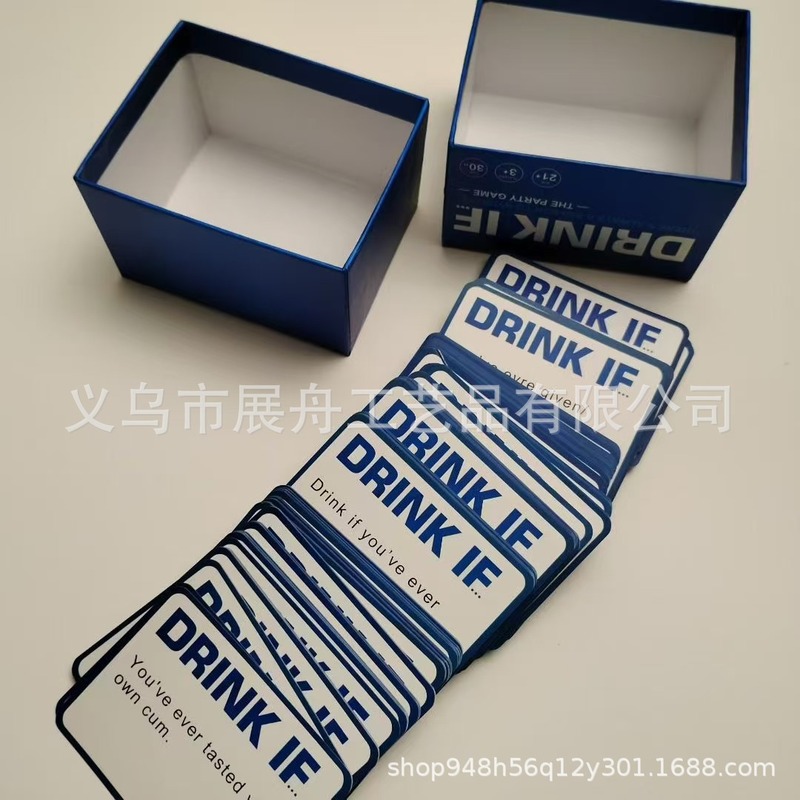 30
3+
21+
— THE PARTY GAME —
DRINK IF...
DRINK IF...
DRINK IF...
义乌市展舟工艺品有限公司
DRINK IF
DRINK IF...
Drink if you've ever
DRINK IF
DRINK IF...
You've ever tasted
own cum.
shop948h56q12y301.1688.com